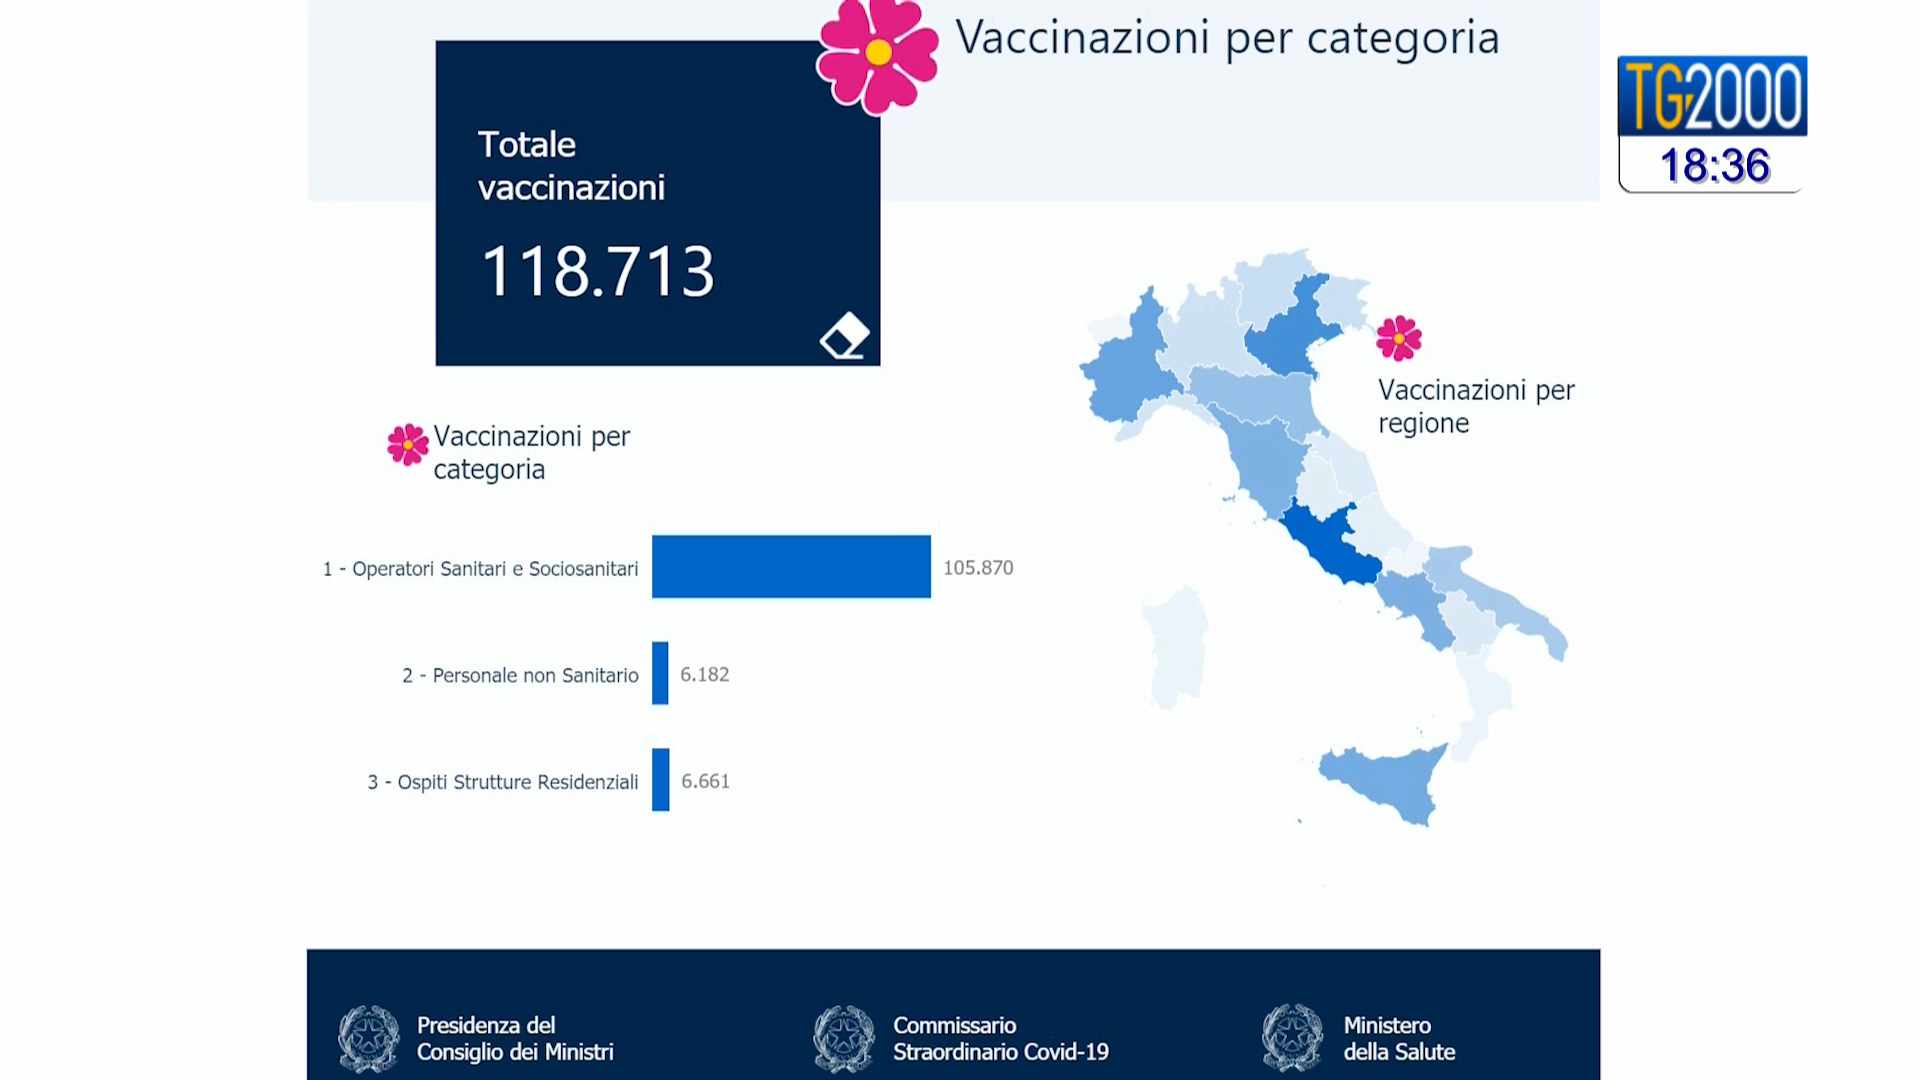 Vaccinazioni per categoria
TG2000
18:36
Totale
vaccinazioni
118.713
Vaccinazioni per
regione
Vaccinazioni per
categoria
1 - Operatori Sanitari e Sociosanitari 105.870
2 - Personale non Sanitario 6.182
3 - Ospiti Strutture Residenziali 6.661
Presidenza del
Consiglio dei Ministri
Commissario
Straordinario Covid-19
Ministero
della Salute